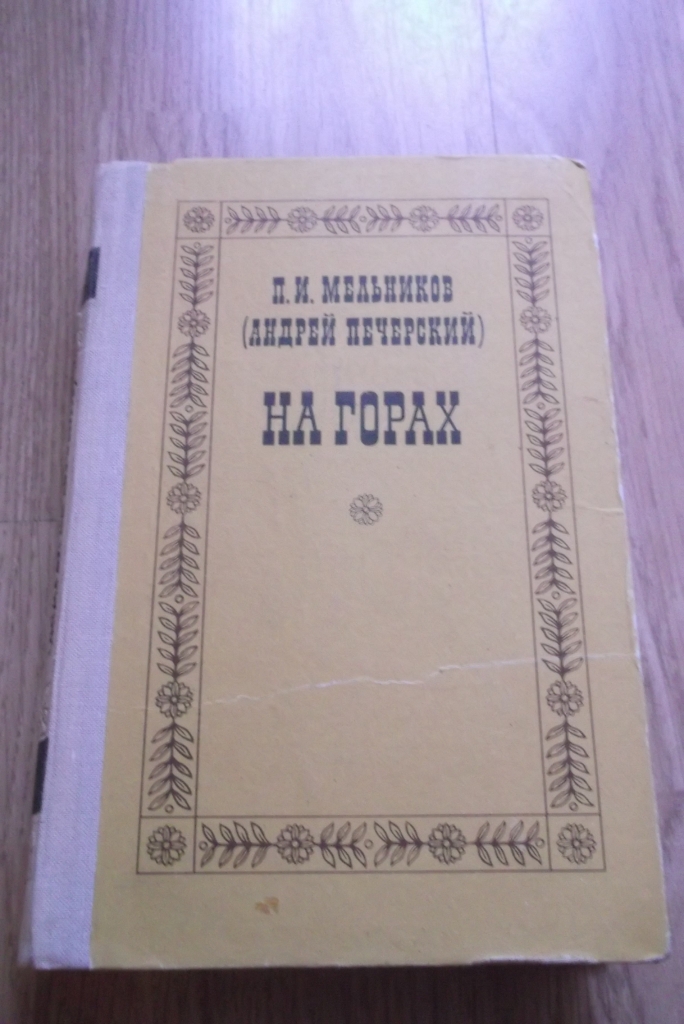 П. И. МЕЛЬНИКОВ
(АНДРЕЙ ПЕЧЕРСКИЙ)
НА ГОРАХ